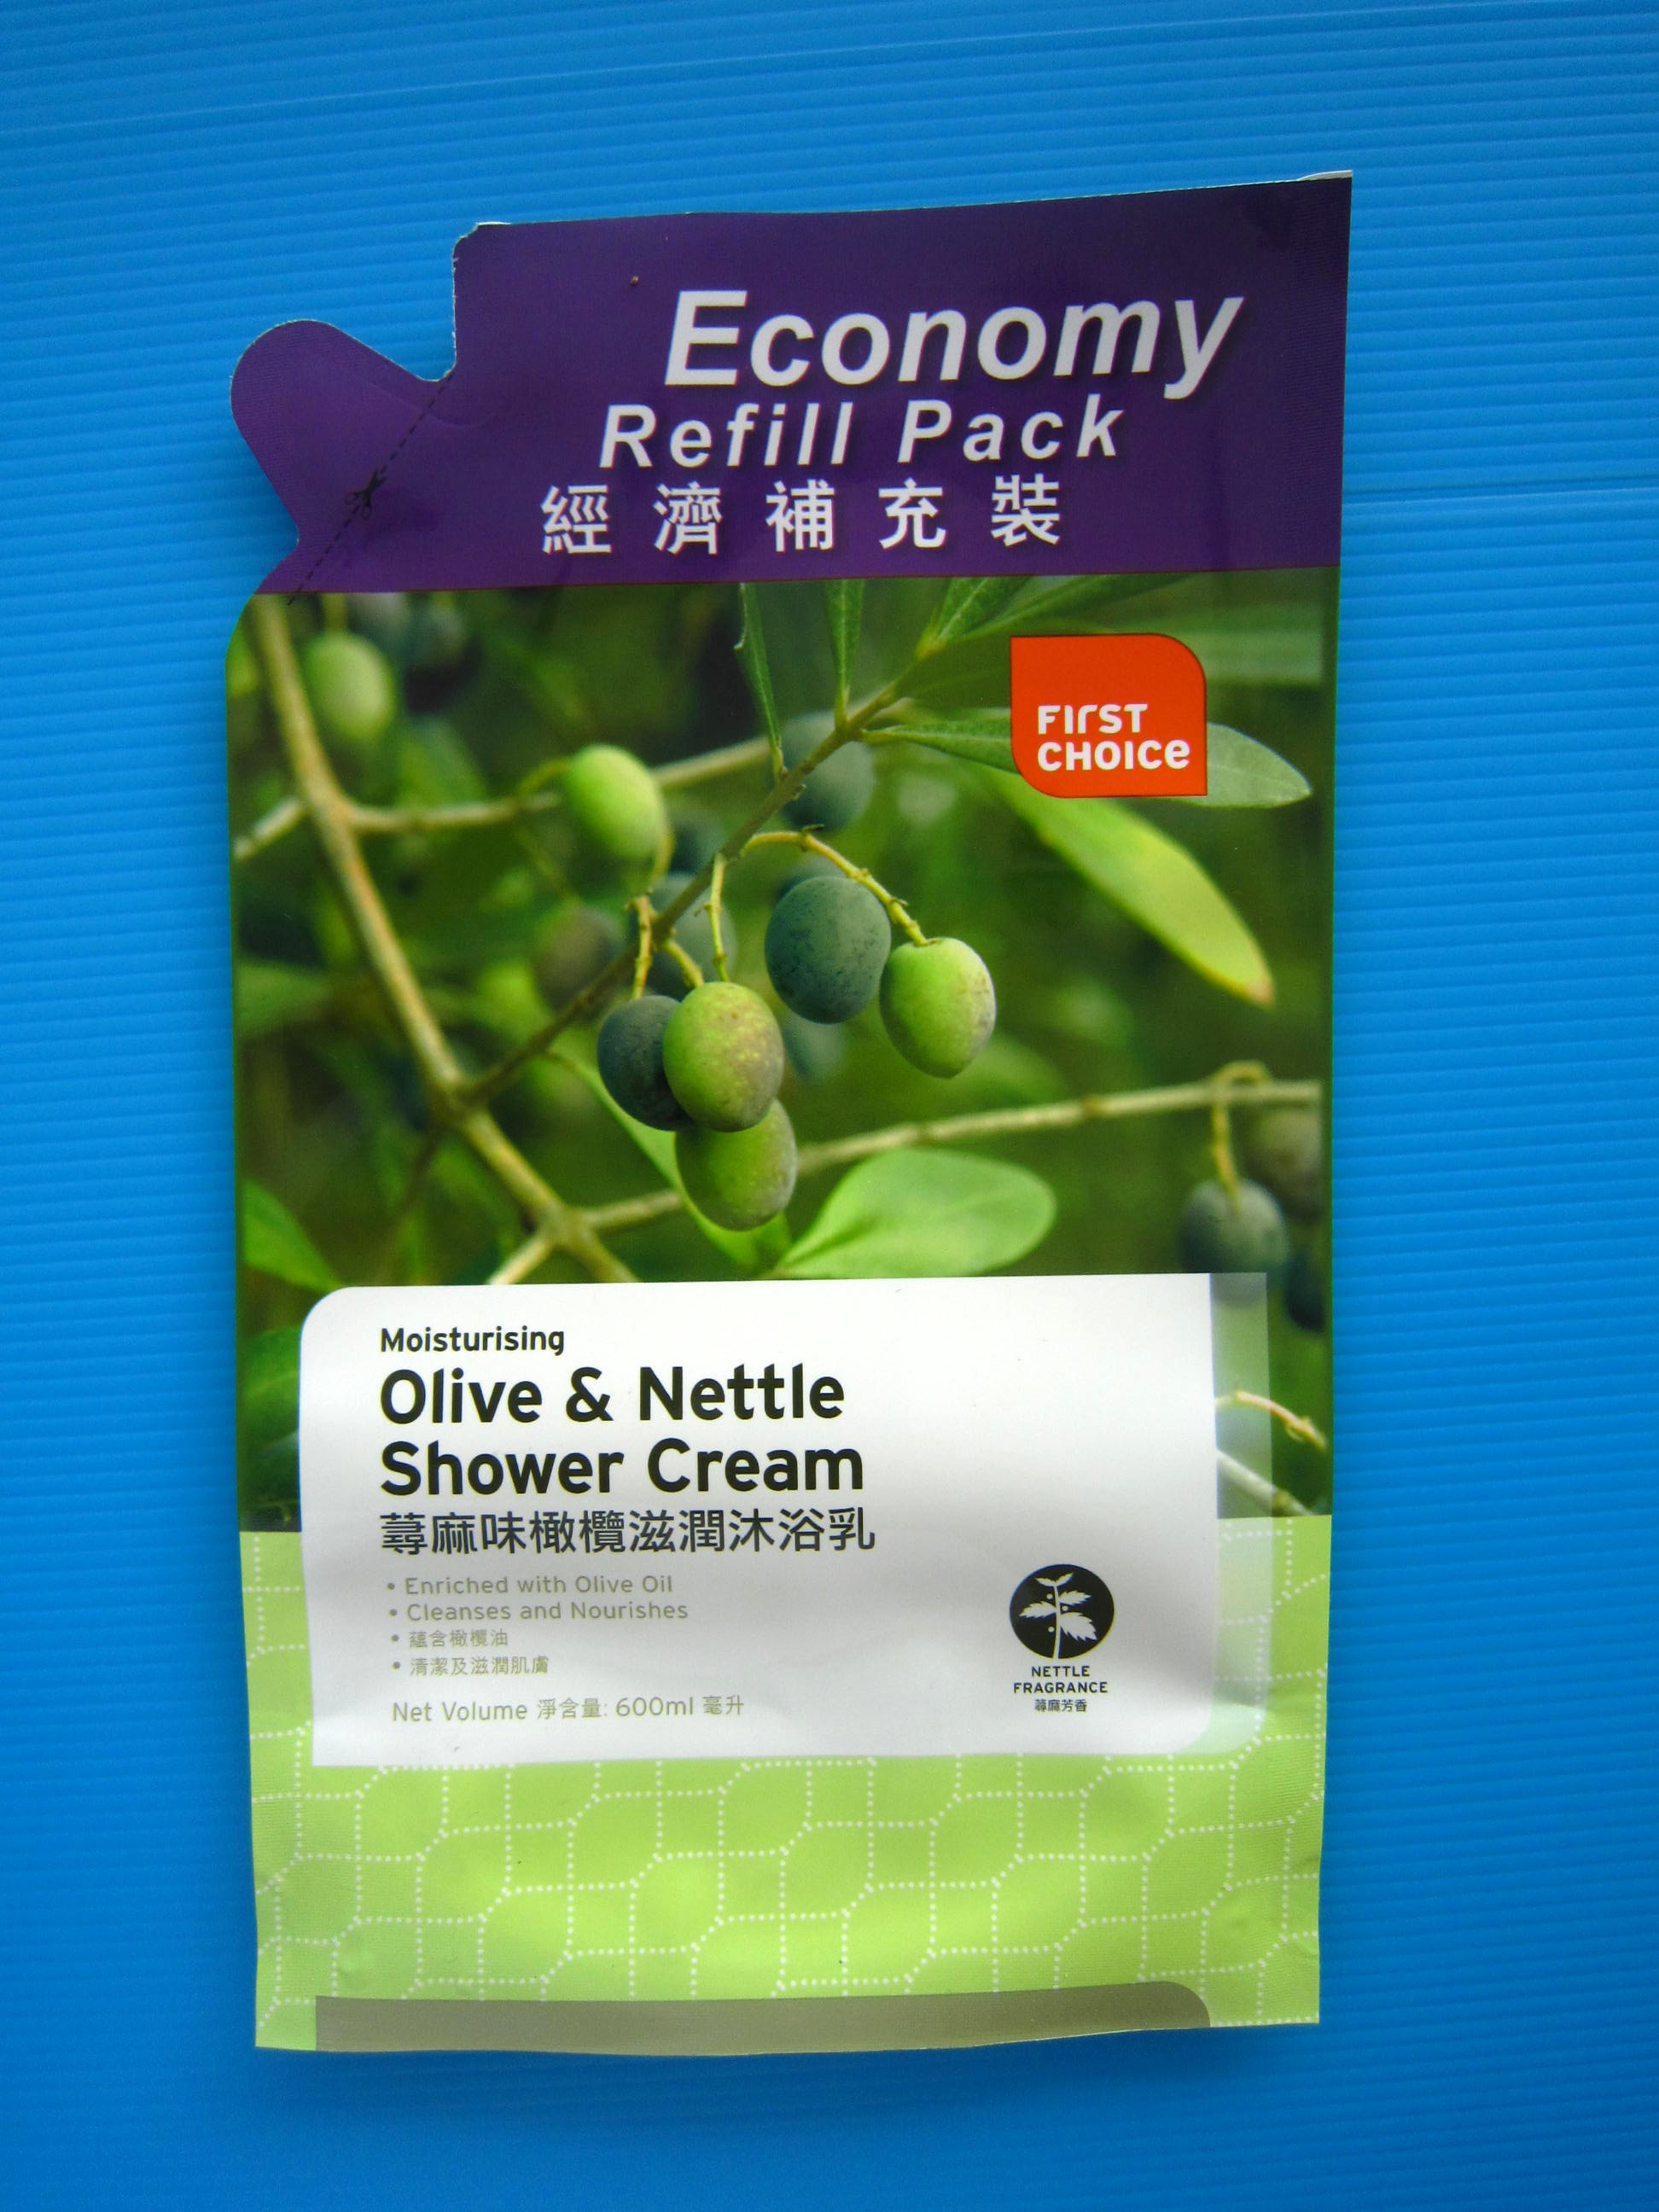 Economy
Refill Pack
經濟補充裝
FIrST
CHOICe
Moisturising
Olive & Nettle
Shower Cream
蕁麻味橄欖滋潤沐浴乳
• Enriched with Olive Oil
• Cleanses and Nourishes
• 蘊含橄欖油
• 清潔及滋潤肌膚
Net Volume 淨含量: 600ml 毫升
NETTLE
FRAGRANCE
蕁麻芳香